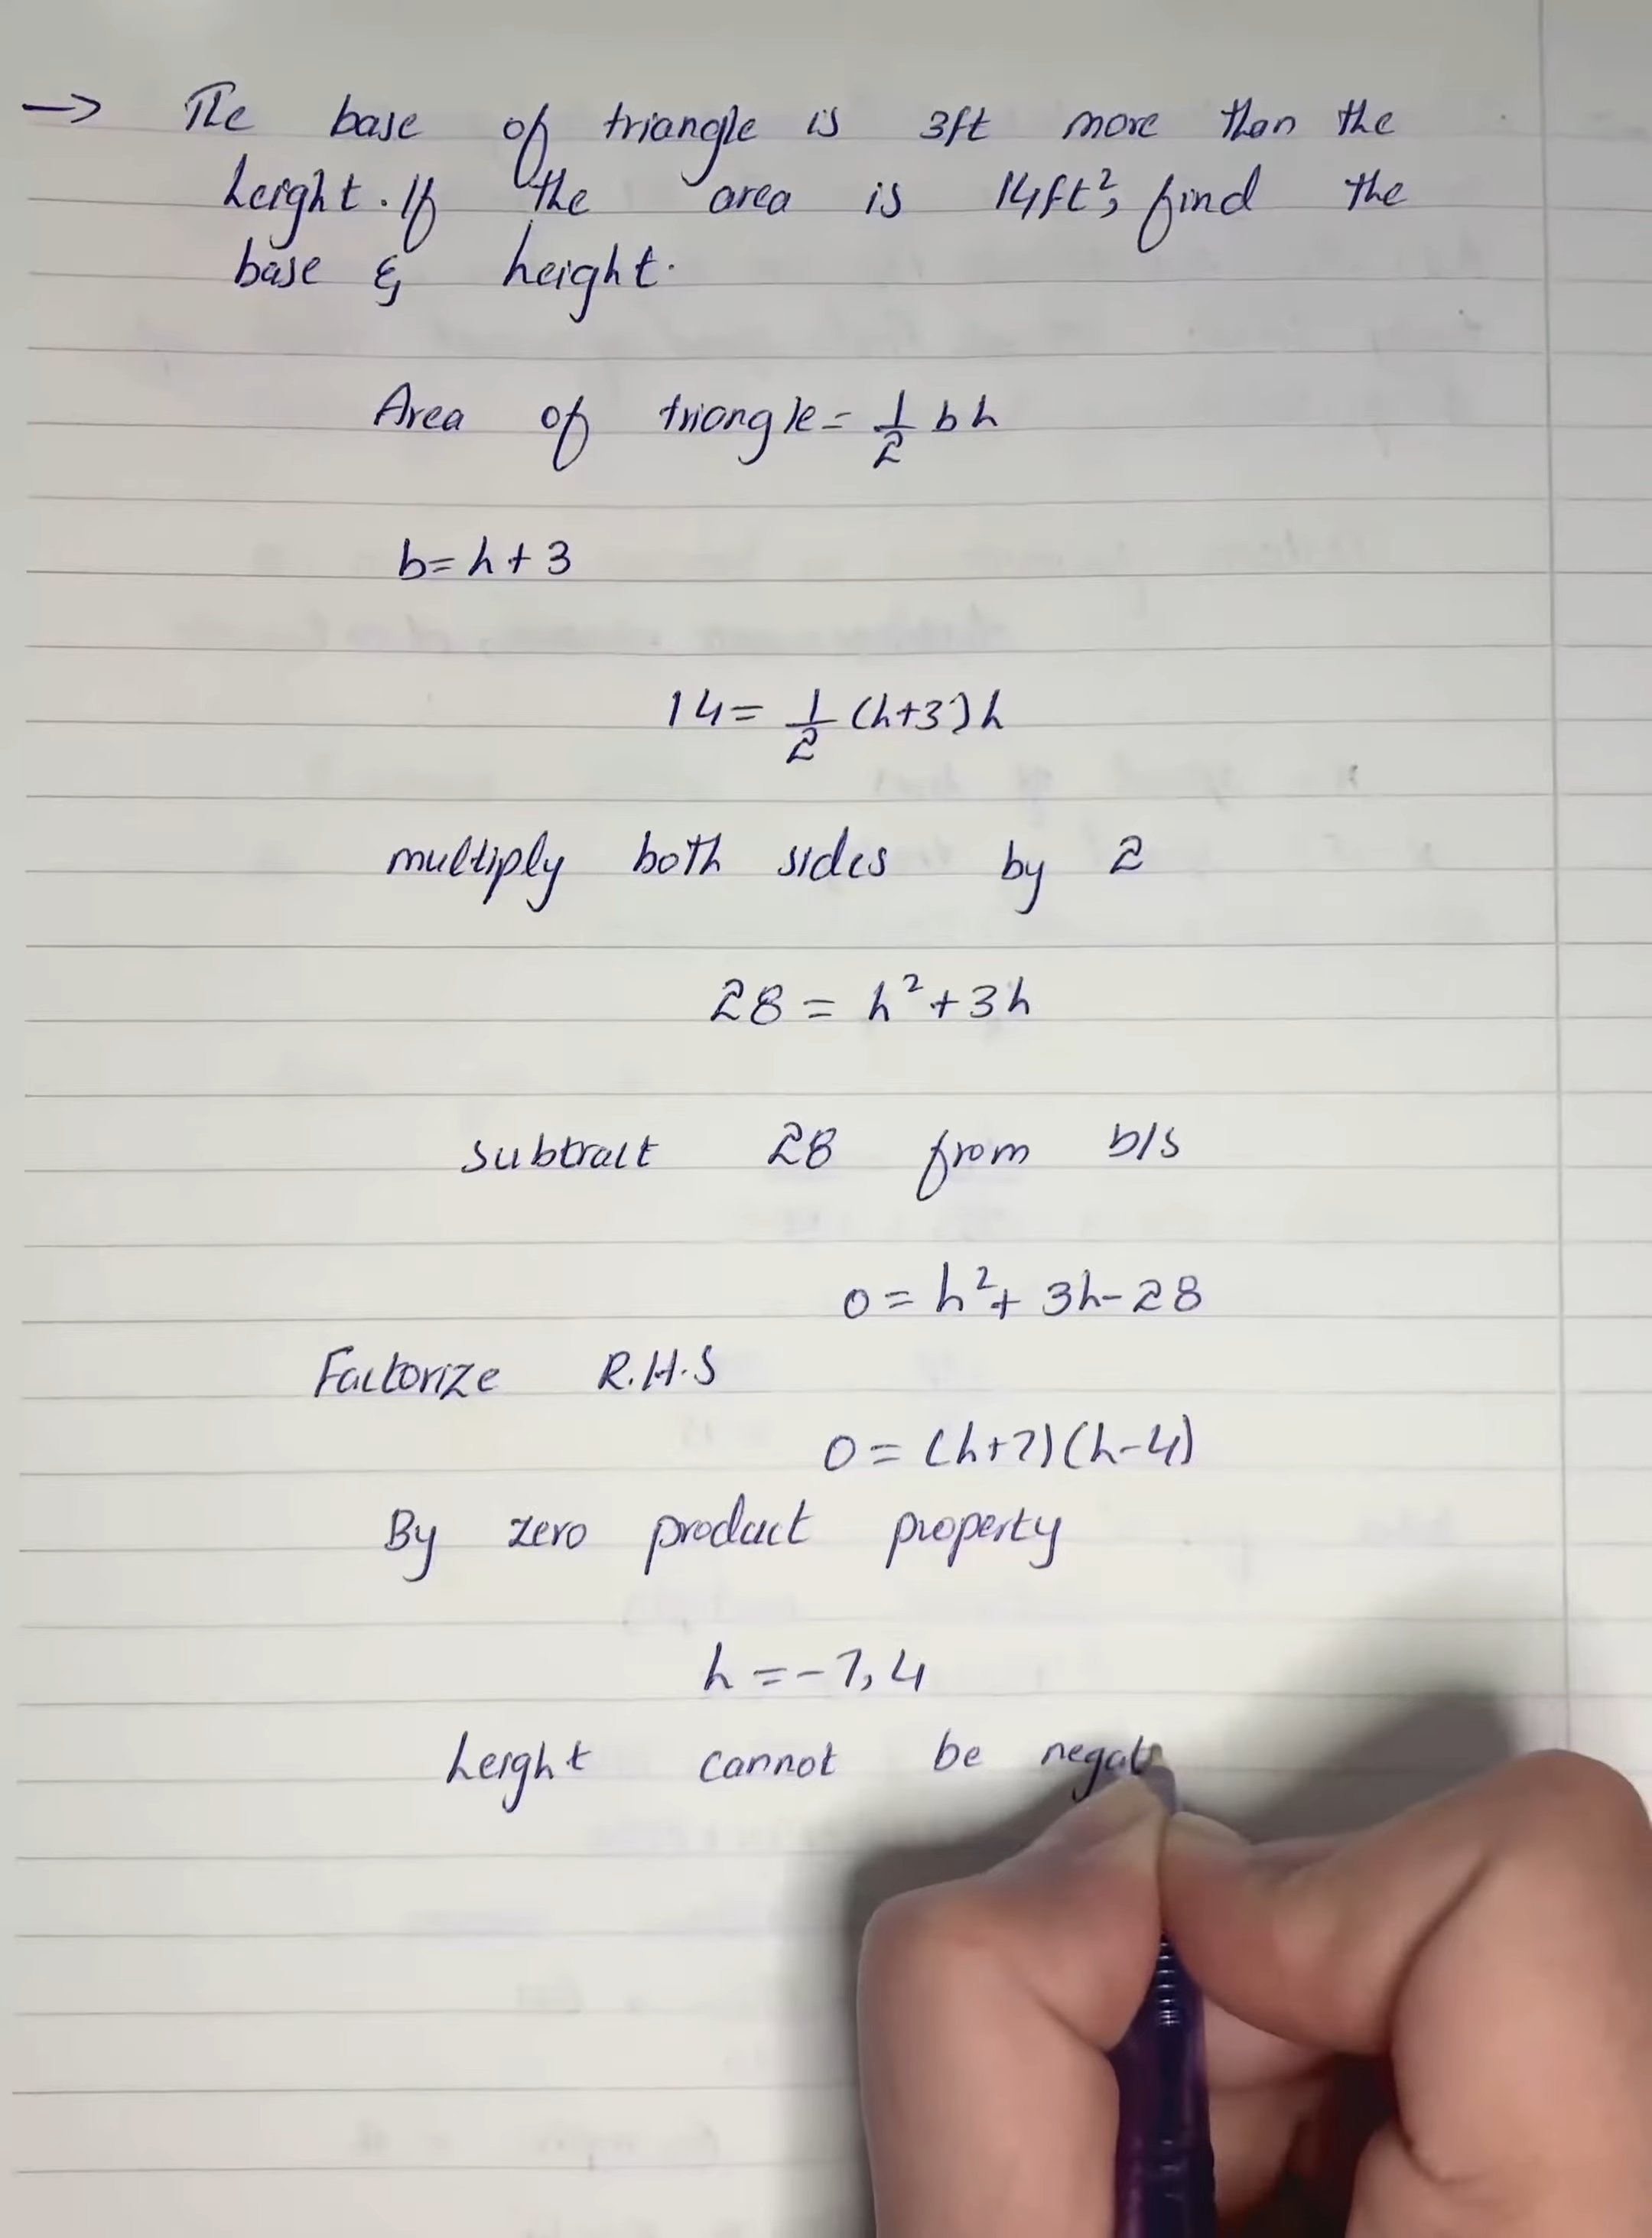 → The base of triangle is 3ft more than the
height. If the area is 14ft², find the
base & height.
Area of triangle = 1/2 bh
b = h + 3
14 = 1/2 (h+3)h
multiply both sides by 2
28 = h² + 3h
subtract 28 from b/s
0 = h² + 3h - 28
Factorize R.H.S
0 = (h+7)(h-4)
By zero product property
h = -7, 4
height cannot be negat